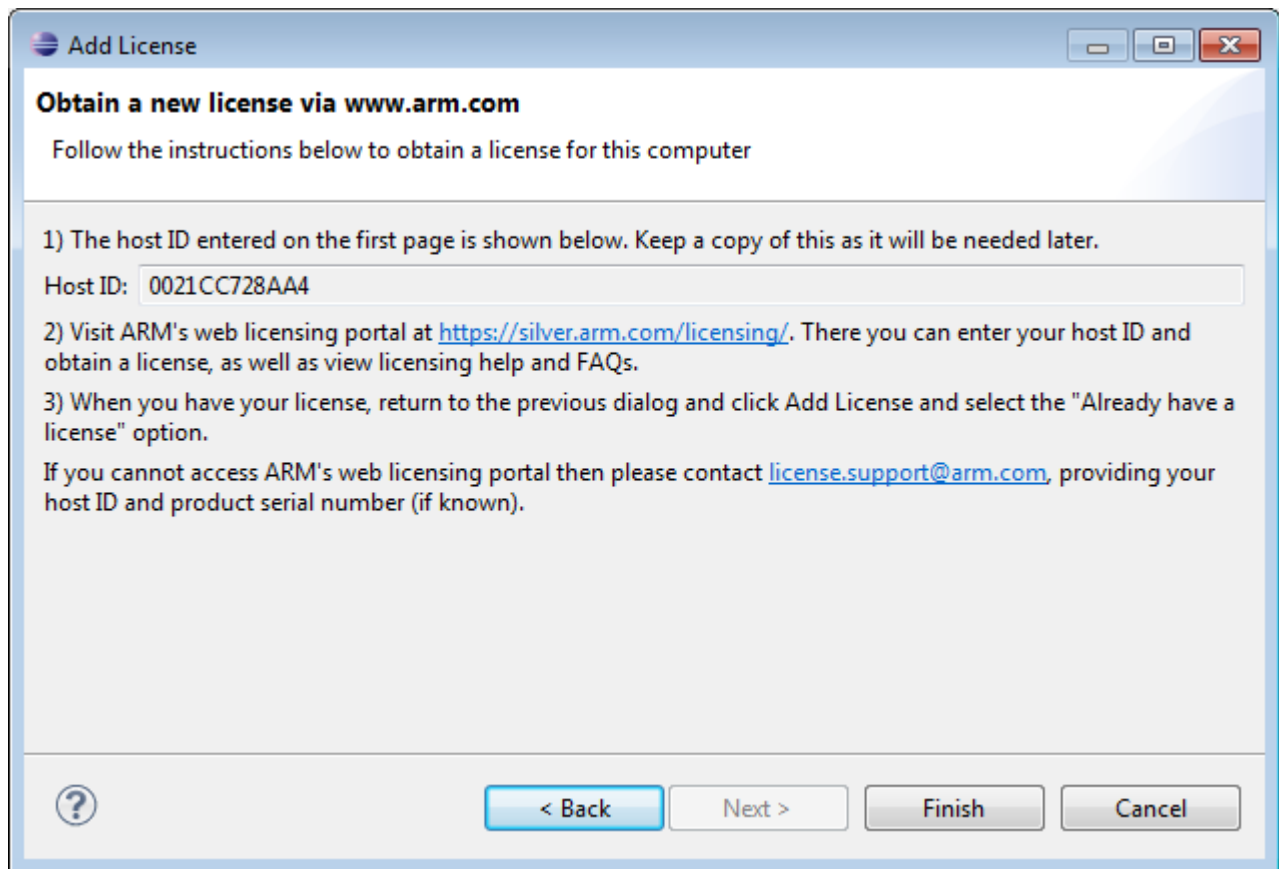 Add License
Obtain a new license via www.arm.com
Follow the instructions below to obtain a license for this computer
1) The host ID entered on the first page is shown below. Keep a copy of this as it will be needed later.
Host ID: 0021CC728AA4
2) Visit ARM's web licensing portal at https://silver.arm.com/licensing/. There you can enter your host ID and
obtain a license, as well as view licensing help and FAQs.
3) When you have your license, return to the previous dialog and click Add License and select the "Already have a
license" option.
If you cannot access ARM's web licensing portal then please contact license.support@arm.com, providing your
host ID and product serial number (if known).
? < Back Next > Finish Cancel